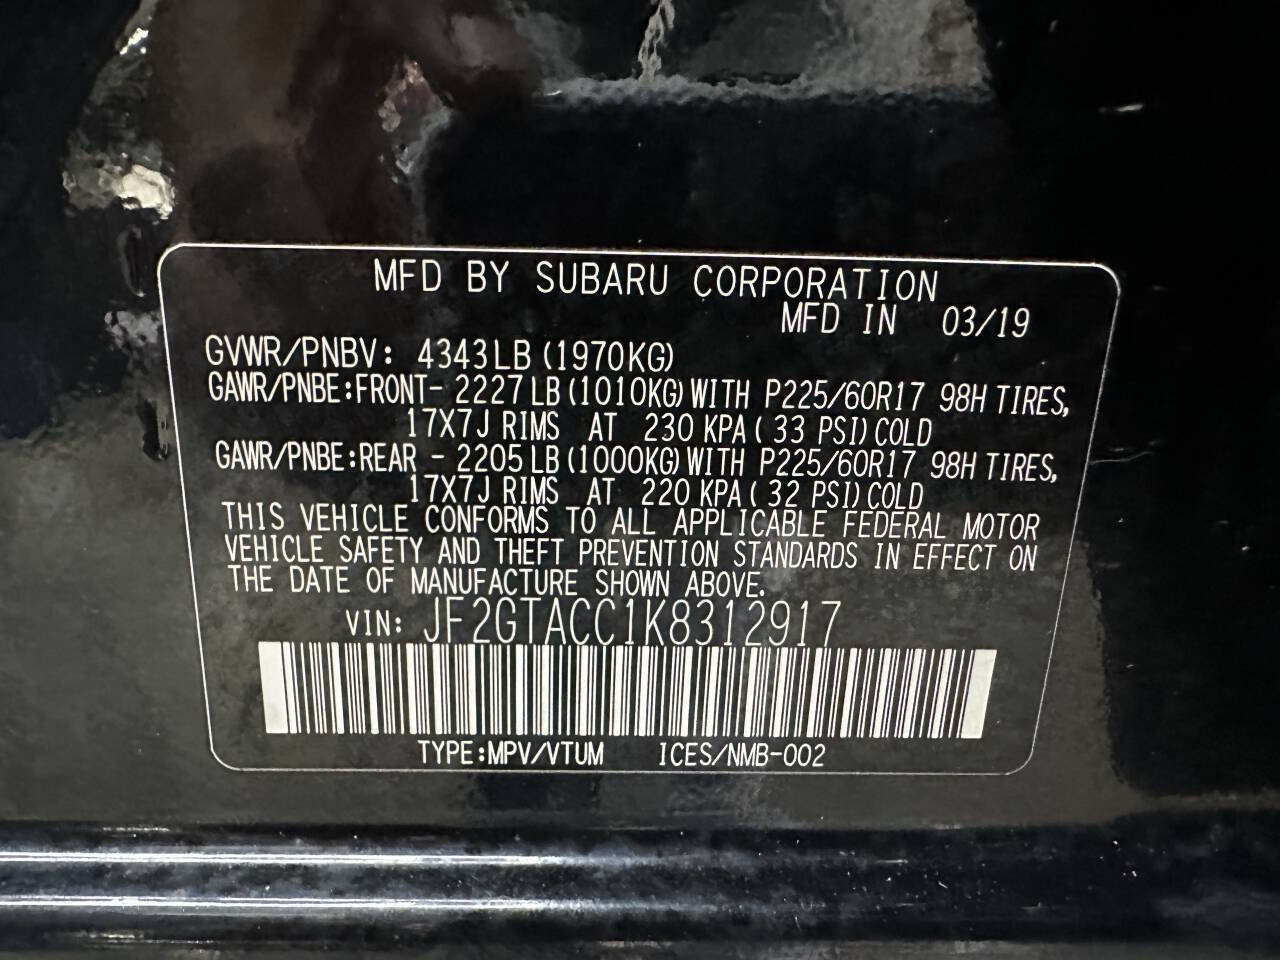 MFD BY SUBARU CORPORATION
MFD IN 03/19
GVWR/PNBV: 4343LB (1970KG)
GAWR/PNBE:FRONT- 2227 LB (1010KG) WITH P225/60R17 98H TIRES,
17X7J RIMS AT 230 KPA ( 33 PSI) COLD
GAWR/PNBE:REAR - 2205 LB (1000KG) WITH P225/60R17 98H TIRES,
17X7J RIMS AT 220 KPA ( 32 PSI) COLD
THIS VEHICLE CONFORMS TO ALL APPLICABLE FEDERAL MOTOR
VEHICLE SAFETY AND THEFT PREVENTION STANDARDS IN EFFECT ON
THE DATE OF MANUFACTURE SHOWN ABOVE.
VIN: JF2GTACC1K8312917
TYPE:MPV/VTUM ICES/NMB-002